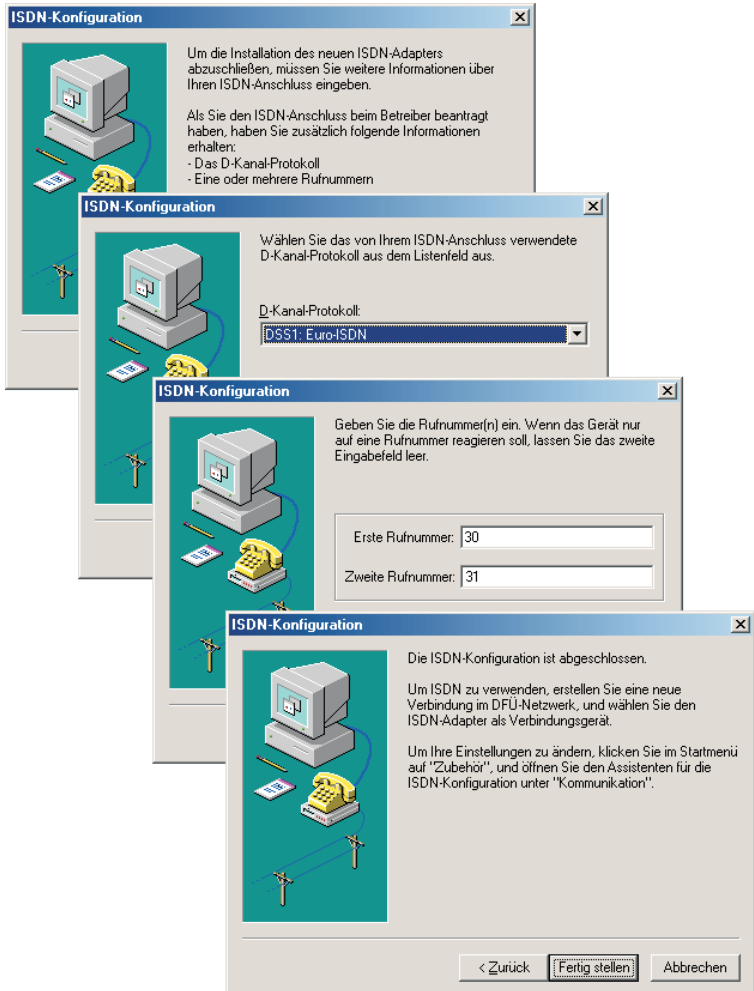 ISDN-Konfiguration
Um die Installation des neuen ISDN-Adapters
abzuschließen, müssen Sie weitere Informationen über
Ihren ISDN-Anschluss eingeben.
Als Sie den ISDN-Anschluss beim Betreiber beantragt
haben, haben Sie zusätzlich folgende Informationen
erhalten:
- Das D-Kanal-Protokoll
- Eine oder mehrere Rufnummern
ISDN-Konfiguration
Wählen Sie das von Ihrem ISDN-Anschluss verwendete
D-Kanal-Protokoll aus dem Listenfeld aus.
D-Kanal-Protokoll:
DSS1: Euro-ISDN
ISDN-Konfiguration
Geben Sie die Rufnummer(n) ein. Wenn das Gerät nur
auf eine Rufnummer reagieren soll, lassen Sie das zweite
Eingabefeld leer.
Erste Rufnummer: 30
Zweite Rufnummer: 31
ISDN-Konfiguration
Die ISDN-Konfiguration ist abgeschlossen.
Um ISDN zu verwenden, erstellen Sie eine neue
Verbindung im DFÜ-Netzwerk, und wählen Sie den
ISDN-Adapter als Verbindungsgerät.
Um Ihre Einstellungen zu ändern, klicken Sie im Startmenü
auf "Zubehör", und öffnen Sie den Assistenten für die
ISDN-Konfiguration unter "Kommunikation".
< Zurück Fertig stellen Abbrechen